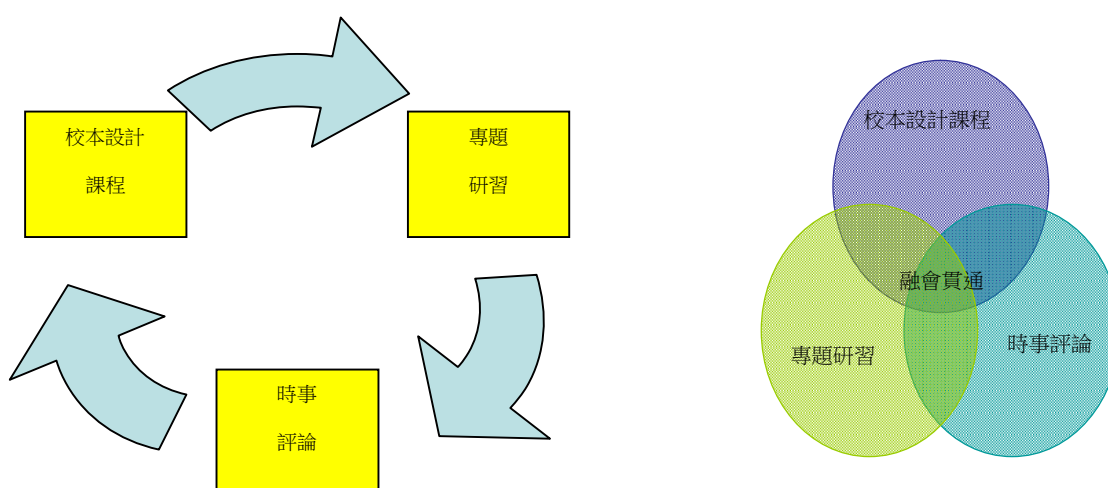 校本設計
課程
專題
研習
時事
評論
校本設計課程
融會貫通
專題研習
時事評論